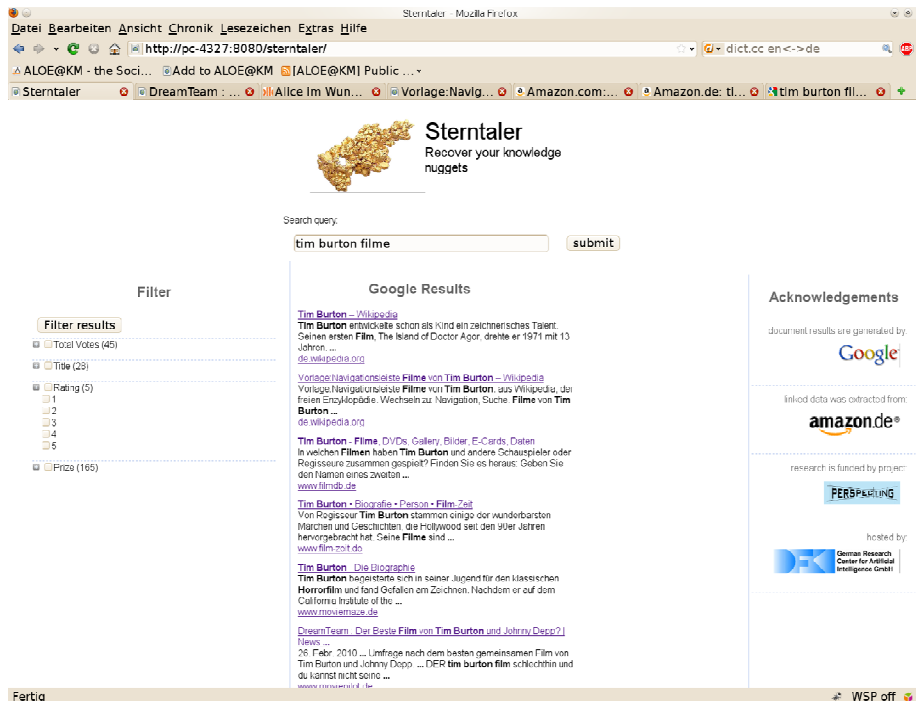 Sterntaler - Mozilla Firefox
Datei Bearbeiten Ansicht Chronik Lesezeichen Extras Hilfe
http://pc-4327:8080/sterntaler/
dict.cc en<->de
ABP
ALOE@KM - the Soci... Add to ALOE@KM [ALOE@KM] Public ...
Sterntaler DreamTeam : ... Alice im Wun... Vorlage:Navig... Amazon.com:... Amazon.de: ti... tim burton fil...
Sterntaler
Recover your knowledge
nuggets
Search query:
tim burton filme
submit
Filter
Filter results
Total Votes (45)
Title (28)
Rating (5)
1
2
3
4
5
Prize (165)
Google Results
Tim Burton – Wikipedia
Tim Burton entwickelte schon als Kind ein zeichnerisches Talent.
Seinen ersten Film, The Island of Doctor Agor, drehte er 1971 mit 13
Jahren. ...
de.wikipedia.org
Vorlage:Navigationsleiste Filme von Tim Burton – Wikipedia
Vorlage:Navigationsleiste Filme von Tim Burton, aus Wikipedia, der
freien Enzyklopädie. Wechseln zu: Navigation, Suche. Filme von Tim
Burton ...
de.wikipedia.org
Tim Burton - Filme, DVDs, Gallery, Bilder, E-Cards, Daten
In welchen Filmen haben Tim Burton und andere Schauspieler oder
Regisseure zusammen gespielt? Finden Sie es heraus: Geben Sie
den Namen eines zweiten ...
www.filmdb.de
Tim Burton • Biografie • Person • Film-Zeit
Von Regisseur Tim Burton stammen einige der wunderbarsten
Märchen und Geschichten, die Hollywood seit den 90er Jahren
hervorgebracht hat. Seine Filme sind ...
www.film-zeit.de
Tim Burton Die Biographie
Tim Burton begeisterte sich in seiner Jugend für den klassischen
Horrorfilm und fand Gefallen am Zeichnen. Nachdem er auf dem
California Institute of the ...
www.moviemaze.de
DreamTeam : Der Beste Film von Tim Burton und Johnny Depp? |
News ...
26. Febr. 2010 ... Umfrage nach dem besten gemeinsamen Film von
Tim Burton und Johnny Depp. ... DER tim burton film schlechthin und
du kannst nicht seine ...
www.moviepilot.de
Acknowledgements
document results are generated by:
Google
linked data was extracted from:
amazon.de
research is funded by project:
PERSPECTING
hosted by:
DFKI
German Research
Center for Artificial
Intelligence GmbH
Fertig
WSP off